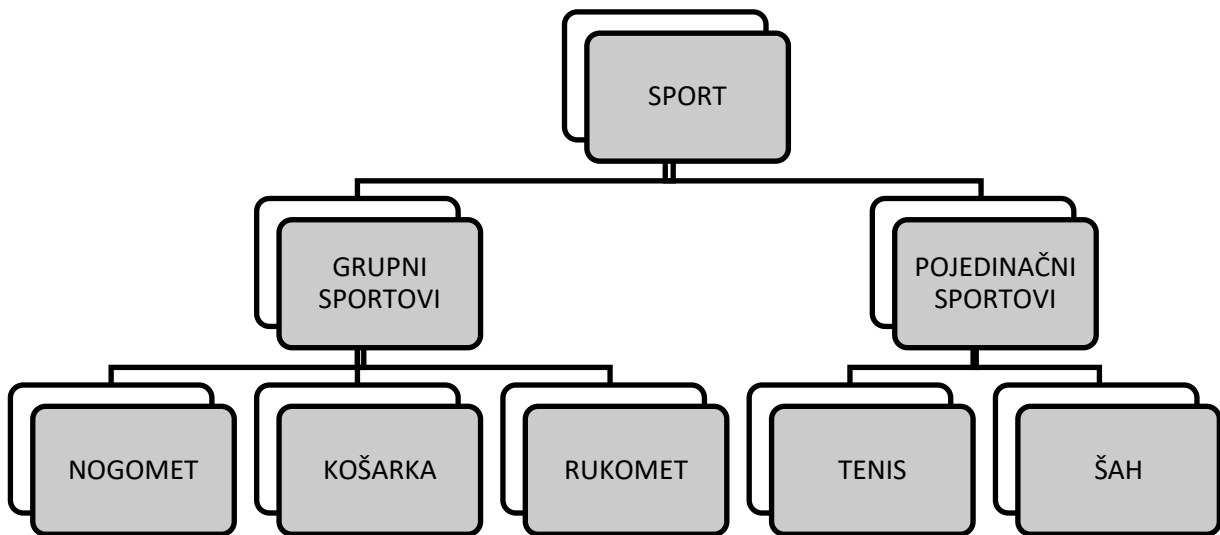 SPORT
GRUPNI
SPORTOVI
POJEDINAČNI
SPORTOVI
NOGOMET
KOŠARKA
RUKOMET
TENIS
ŠAH